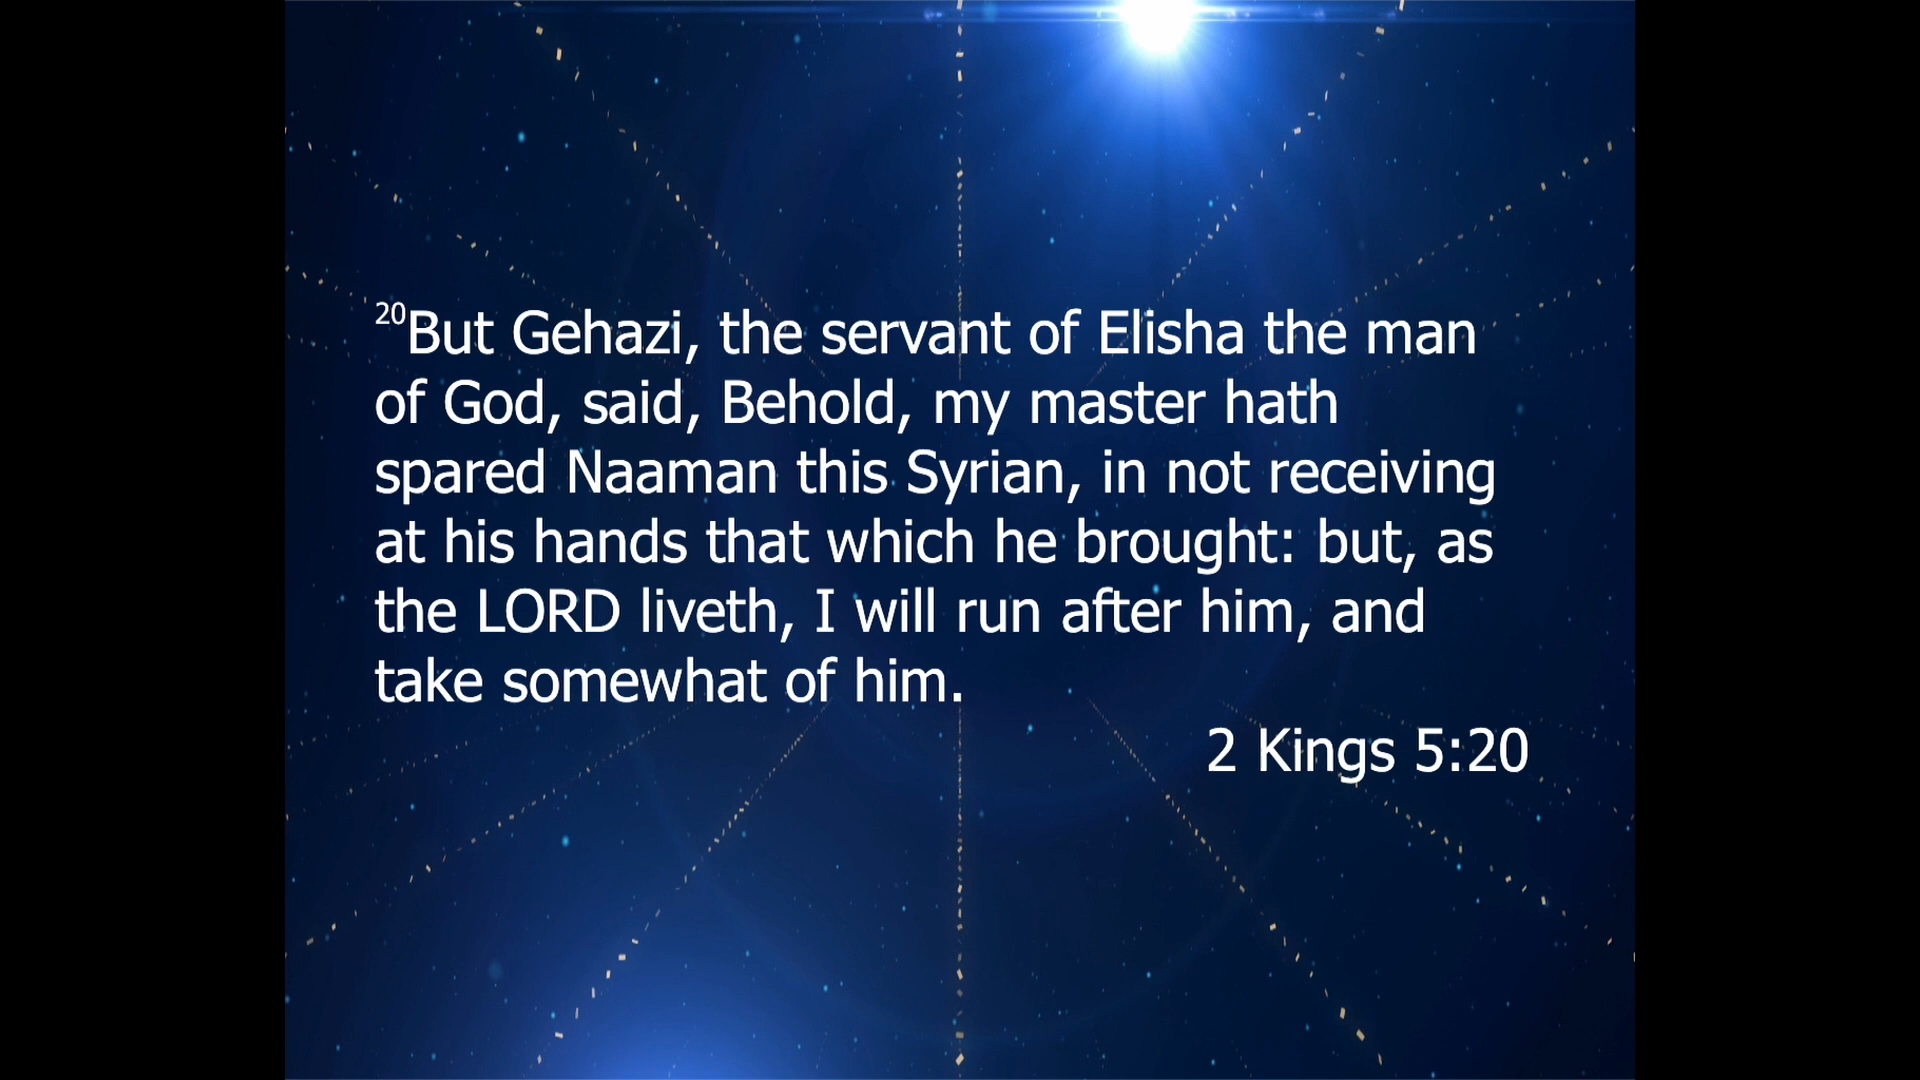 20But Gehazi, the servant of Elisha the man
of God, said, Behold, my master hath
spared Naaman this Syrian, in not receiving
at his hands that which he brought: but, as
the LORD liveth, I will run after him, and
take somewhat of him.
2 Kings 5:20